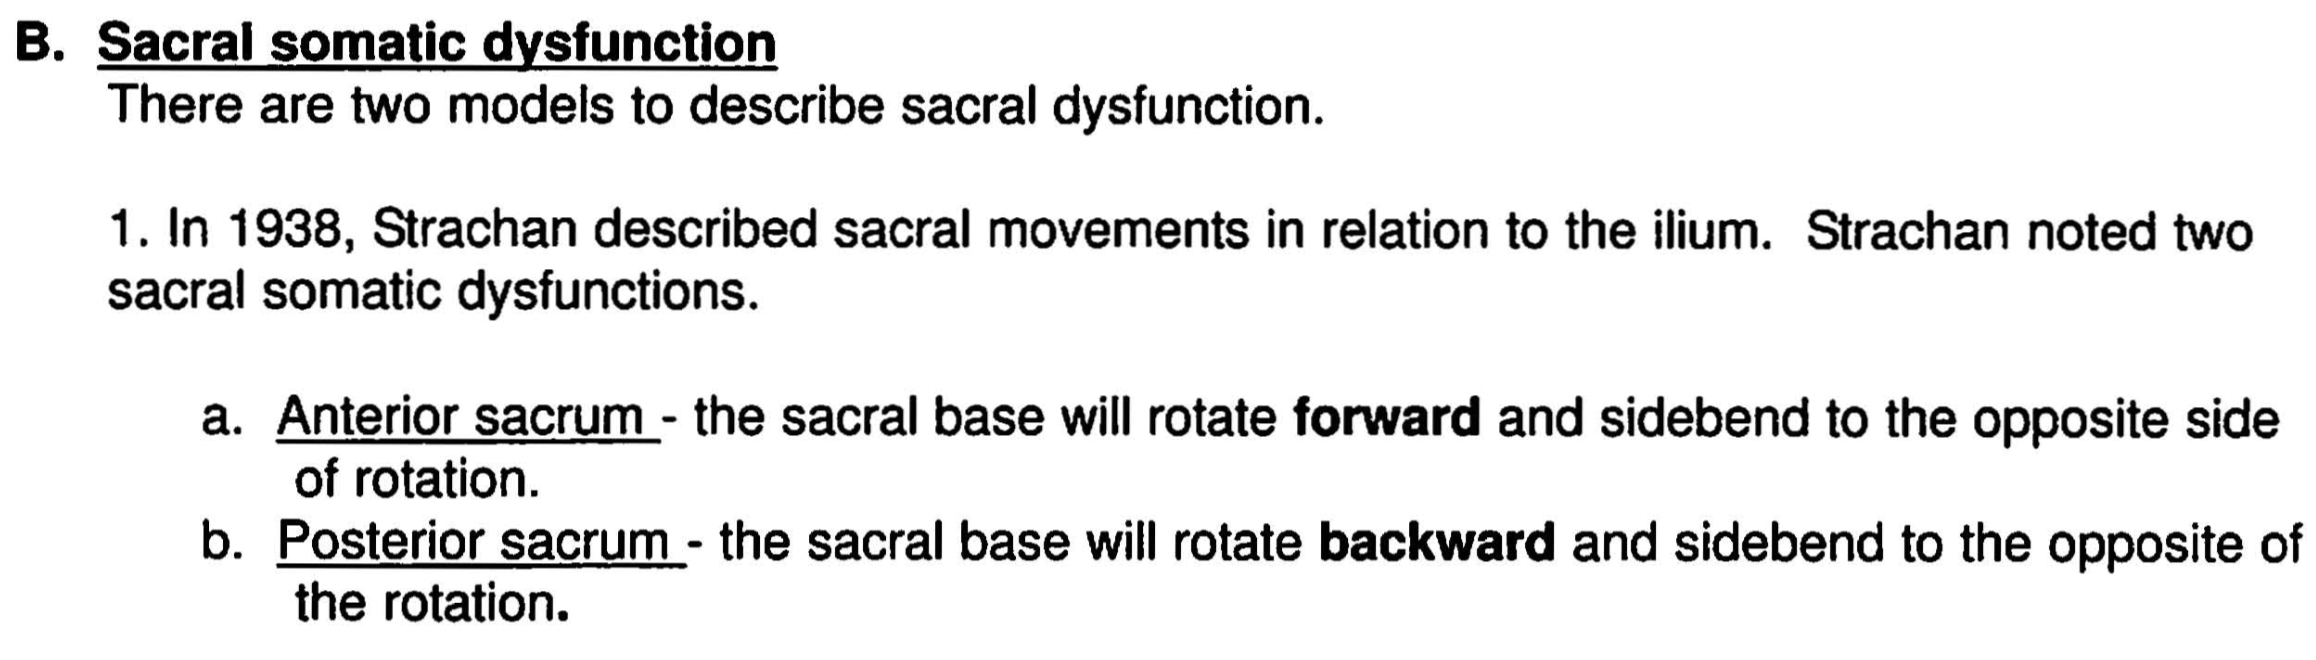 B. Sacral somatic dysfunction
There are two models to describe sacral dysfunction.
1. In 1938, Strachan described sacral movements in relation to the ilium. Strachan noted two
sacral somatic dysfunctions.
a. Anterior sacrum - the sacral base will rotate forward and sidebend to the opposite side
of rotation.
b. Posterior sacrum - the sacral base will rotate backward and sidebend to the opposite of
the rotation.